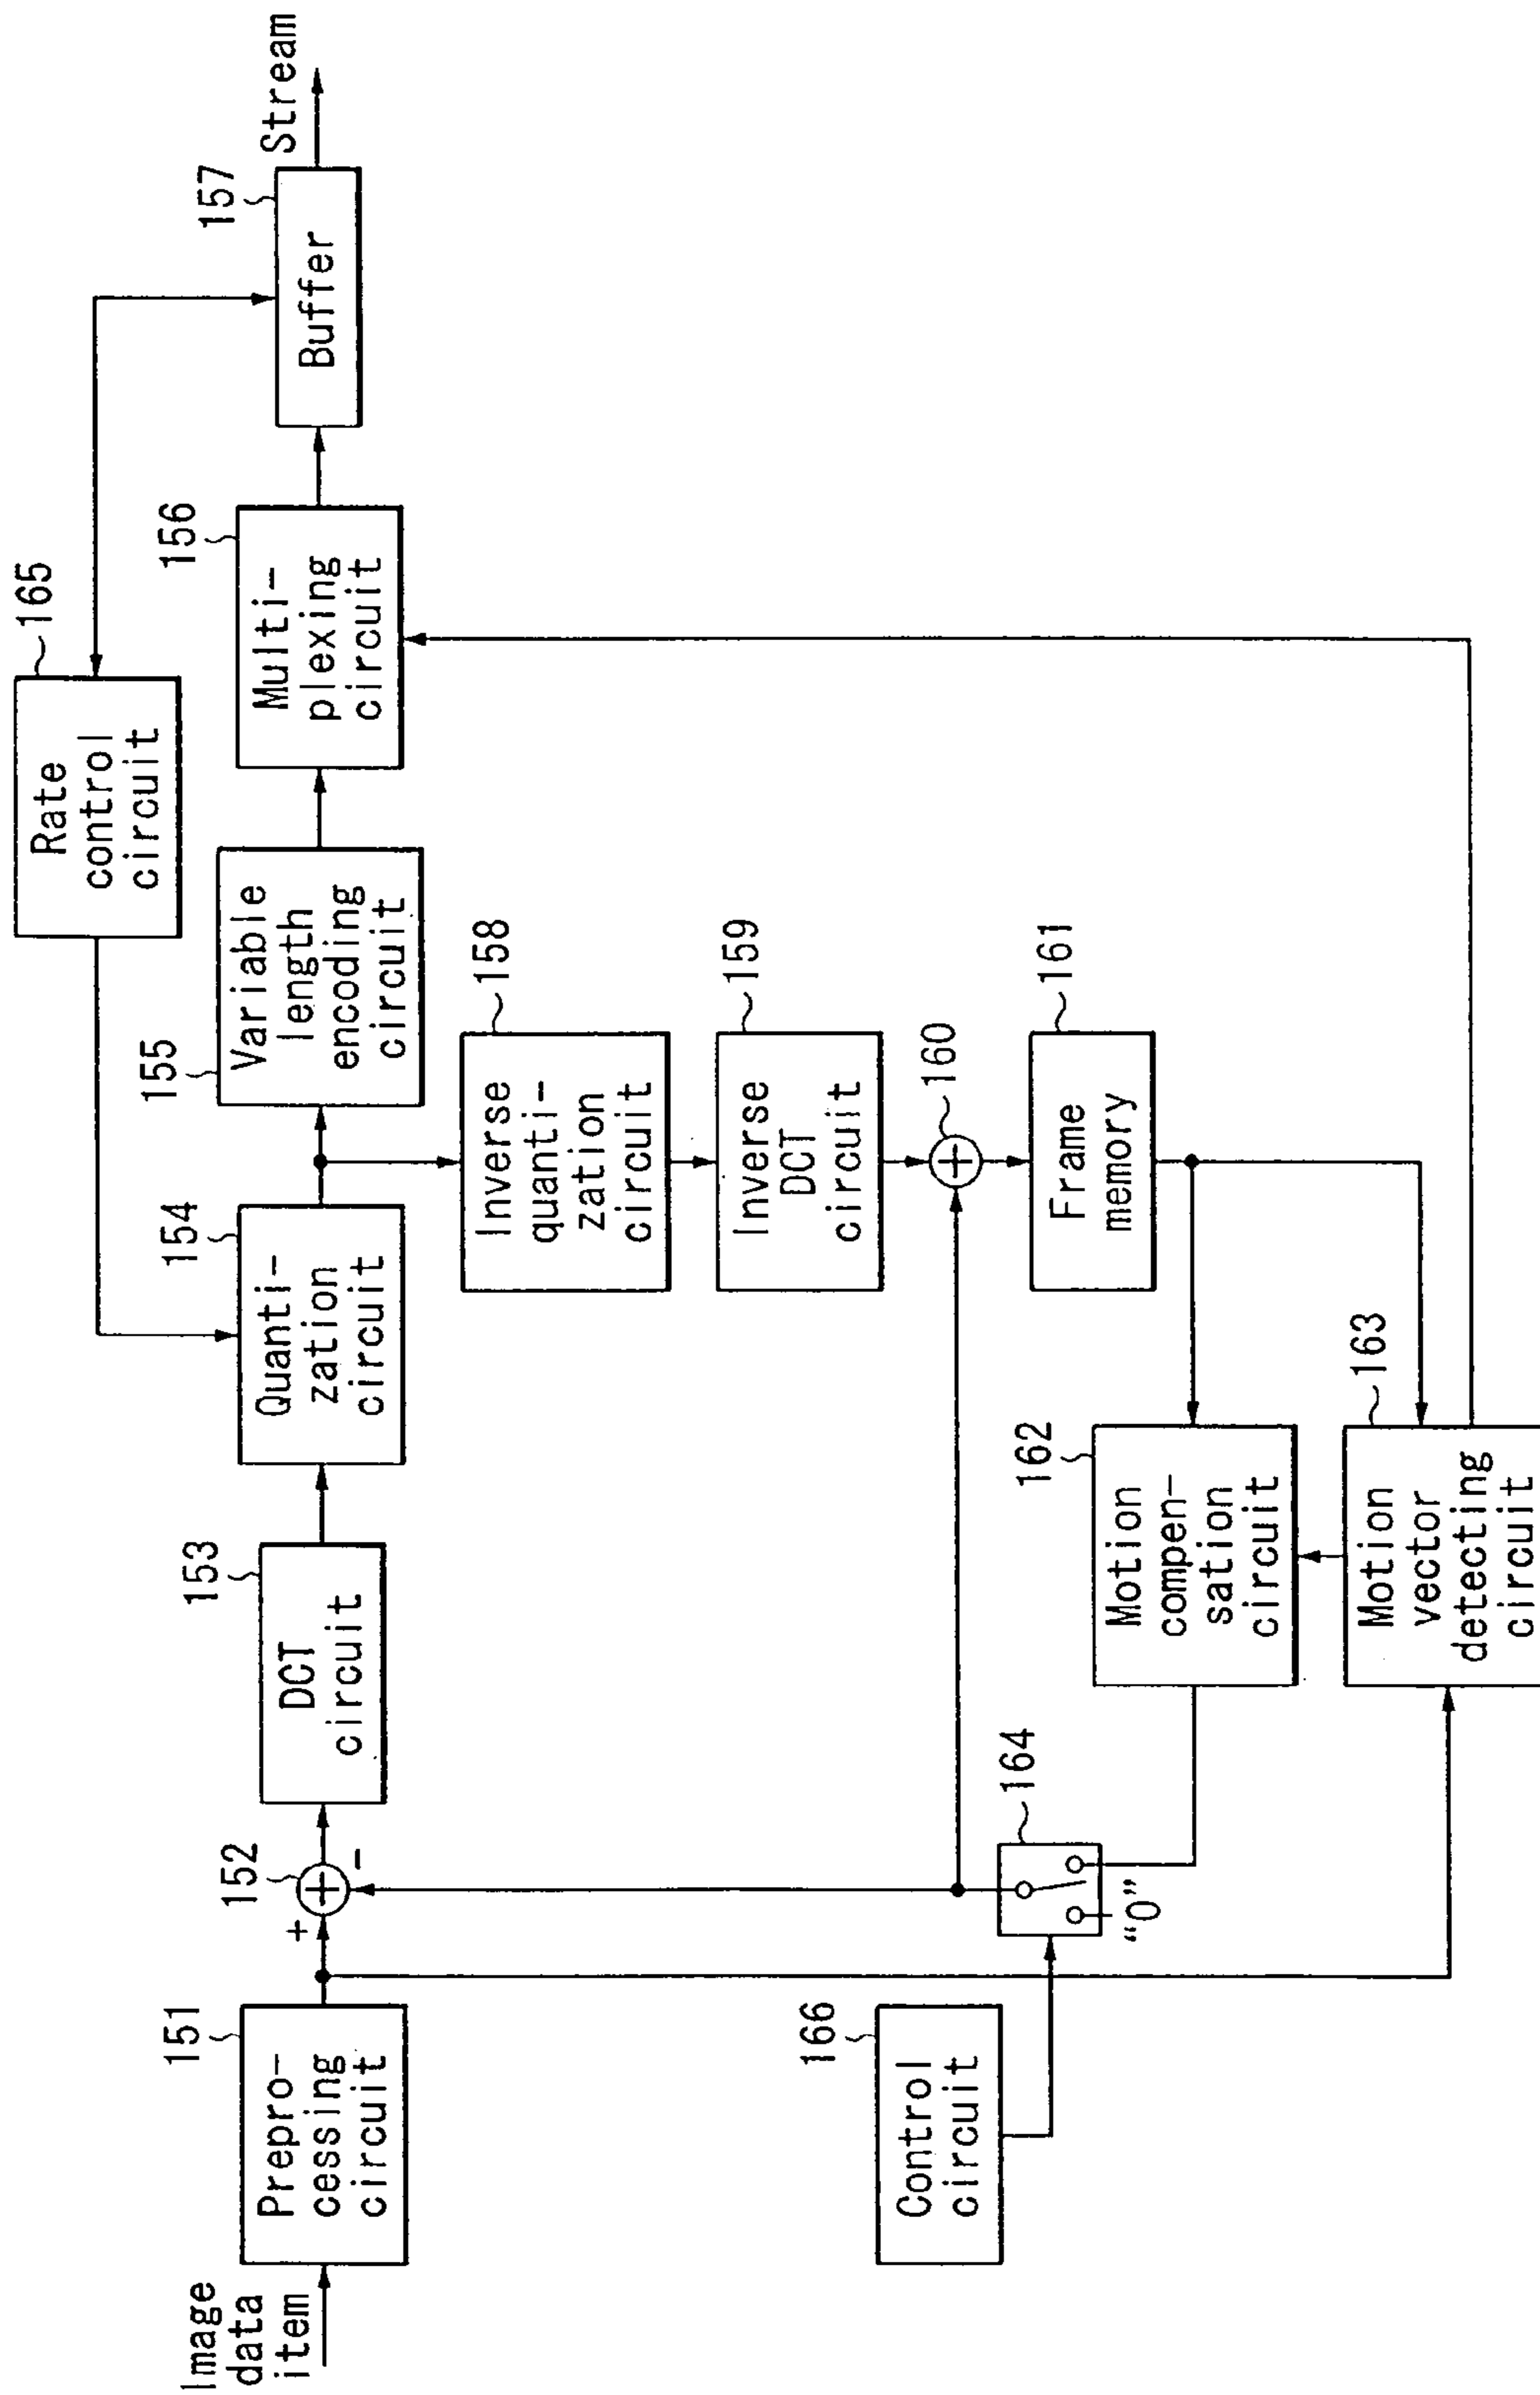 Image
data
item
151
Prepro-
cessing
circuit
+
152
-
153
DCT
circuit
154
Quanti-
zation
circuit
155
Variable
length
encoding
circuit
165
Rate
control
circuit
156
Multi-
plexing
circuit
157
Buffer
Stream
158
Inverse
quanti-
zation
circuit
159
Inverse
DCT
circuit
160
161
Frame
memory
162
Motion
compen-
sation
circuit
163
Motion
vector
detecting
circuit
164
“0”
166
Control
circuit